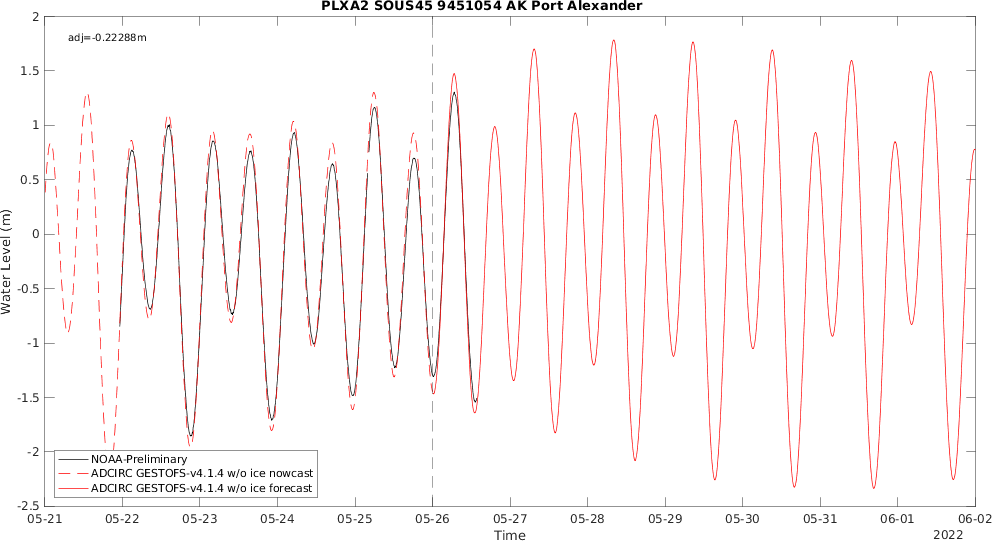 PLXA2 SOUS45 9451054 AK Port Alexander
adj=-0.22288m
Water Level (m)
2
1.5
1
0.5
0
-0.5
-1
-1.5
-2
-2.5
NOAA-Preliminary
ADCIRC GESTOFS-v4.1.4 w/o ice nowcast
ADCIRC GESTOFS-v4.1.4 w/o ice forecast
05-21 05-22 05-23 05-24 05-25 05-26 05-27 05-28 05-29 05-30 05-31 06-01 06-02
Time
2022